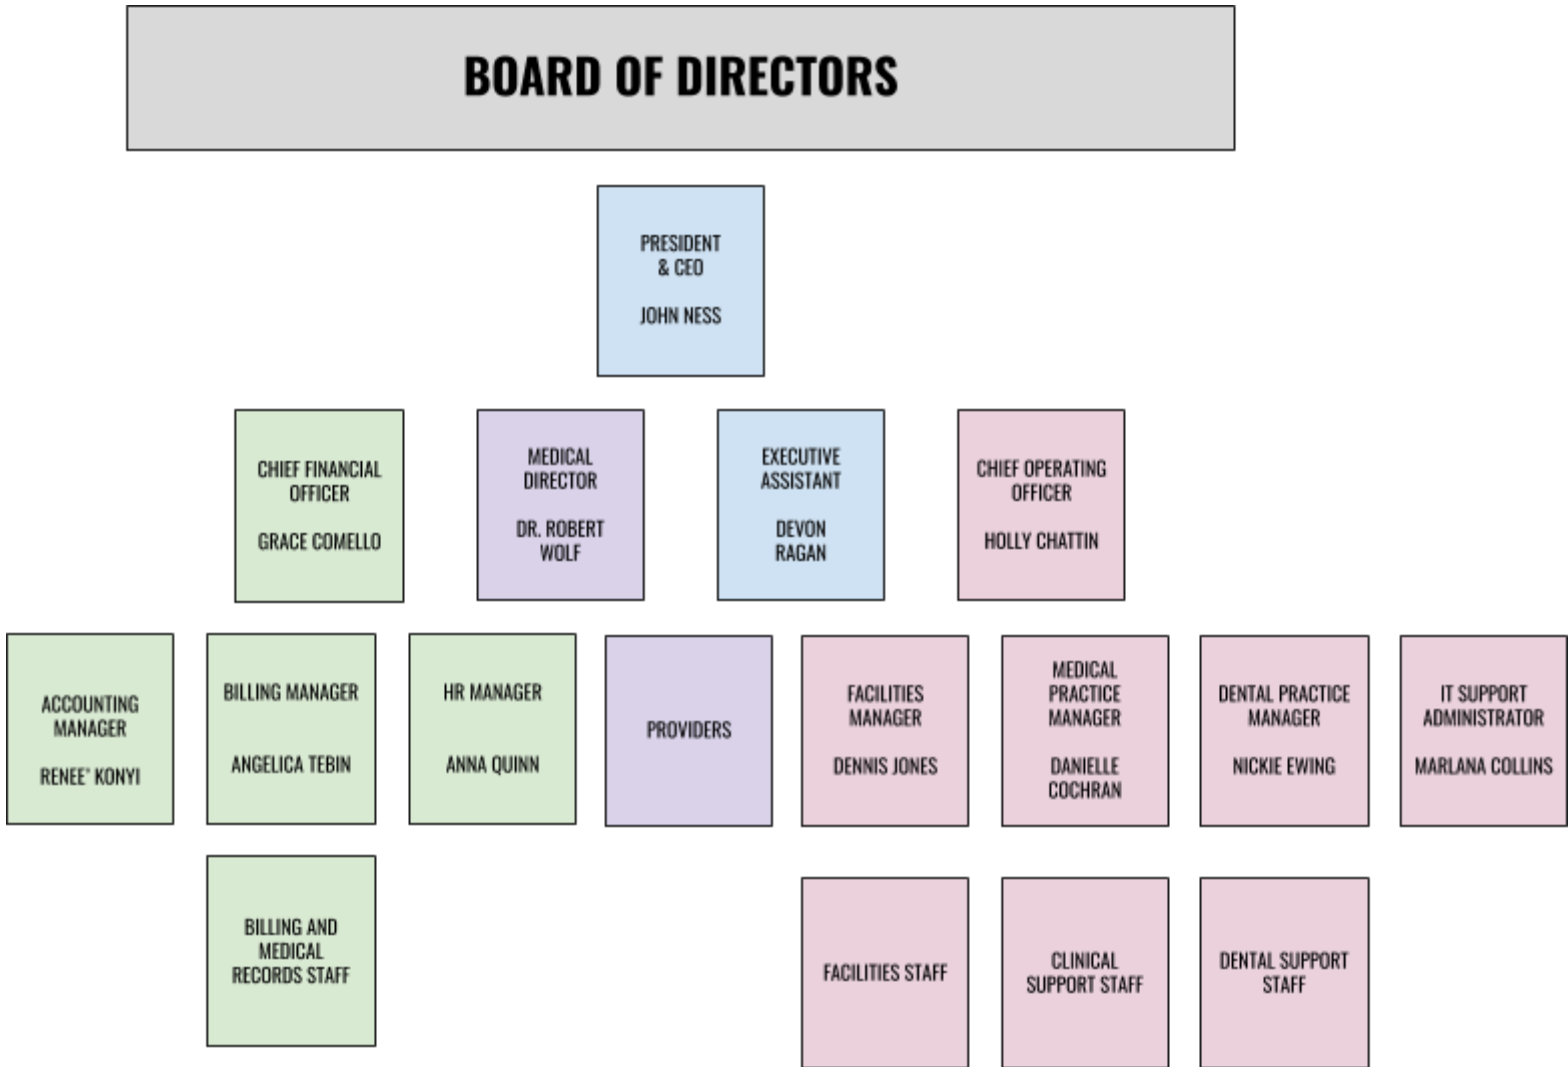 BOARD OF DIRECTORS
PRESIDENT
& CEO
JOHN NESS
CHIEF FINANCIAL
OFFICER
GRACE COMELLO
MEDICAL
DIRECTOR
DR. ROBERT
WOLF
EXECUTIVE
ASSISTANT
DEVON
RAGAN
CHIEF OPERATING
OFFICER
HOLLY CHATTIN
ACCOUNTING
MANAGER
RENEE' KONYI
BILLING MANAGER
ANGELICA TEBIN
HR MANAGER
ANNA QUINN
PROVIDERS
FACILITIES
MANAGER
DENNIS JONES
MEDICAL
PRACTICE
MANAGER
DANIELLE
COCHRAN
DENTAL PRACTICE
MANAGER
NICKIE EWING
IT SUPPORT
ADMINISTRATOR
MARLANA COLLINS
BILLING AND
MEDICAL
RECORDS STAFF
FACILITIES STAFF
CLINICAL
SUPPORT STAFF
DENTAL SUPPORT
STAFF